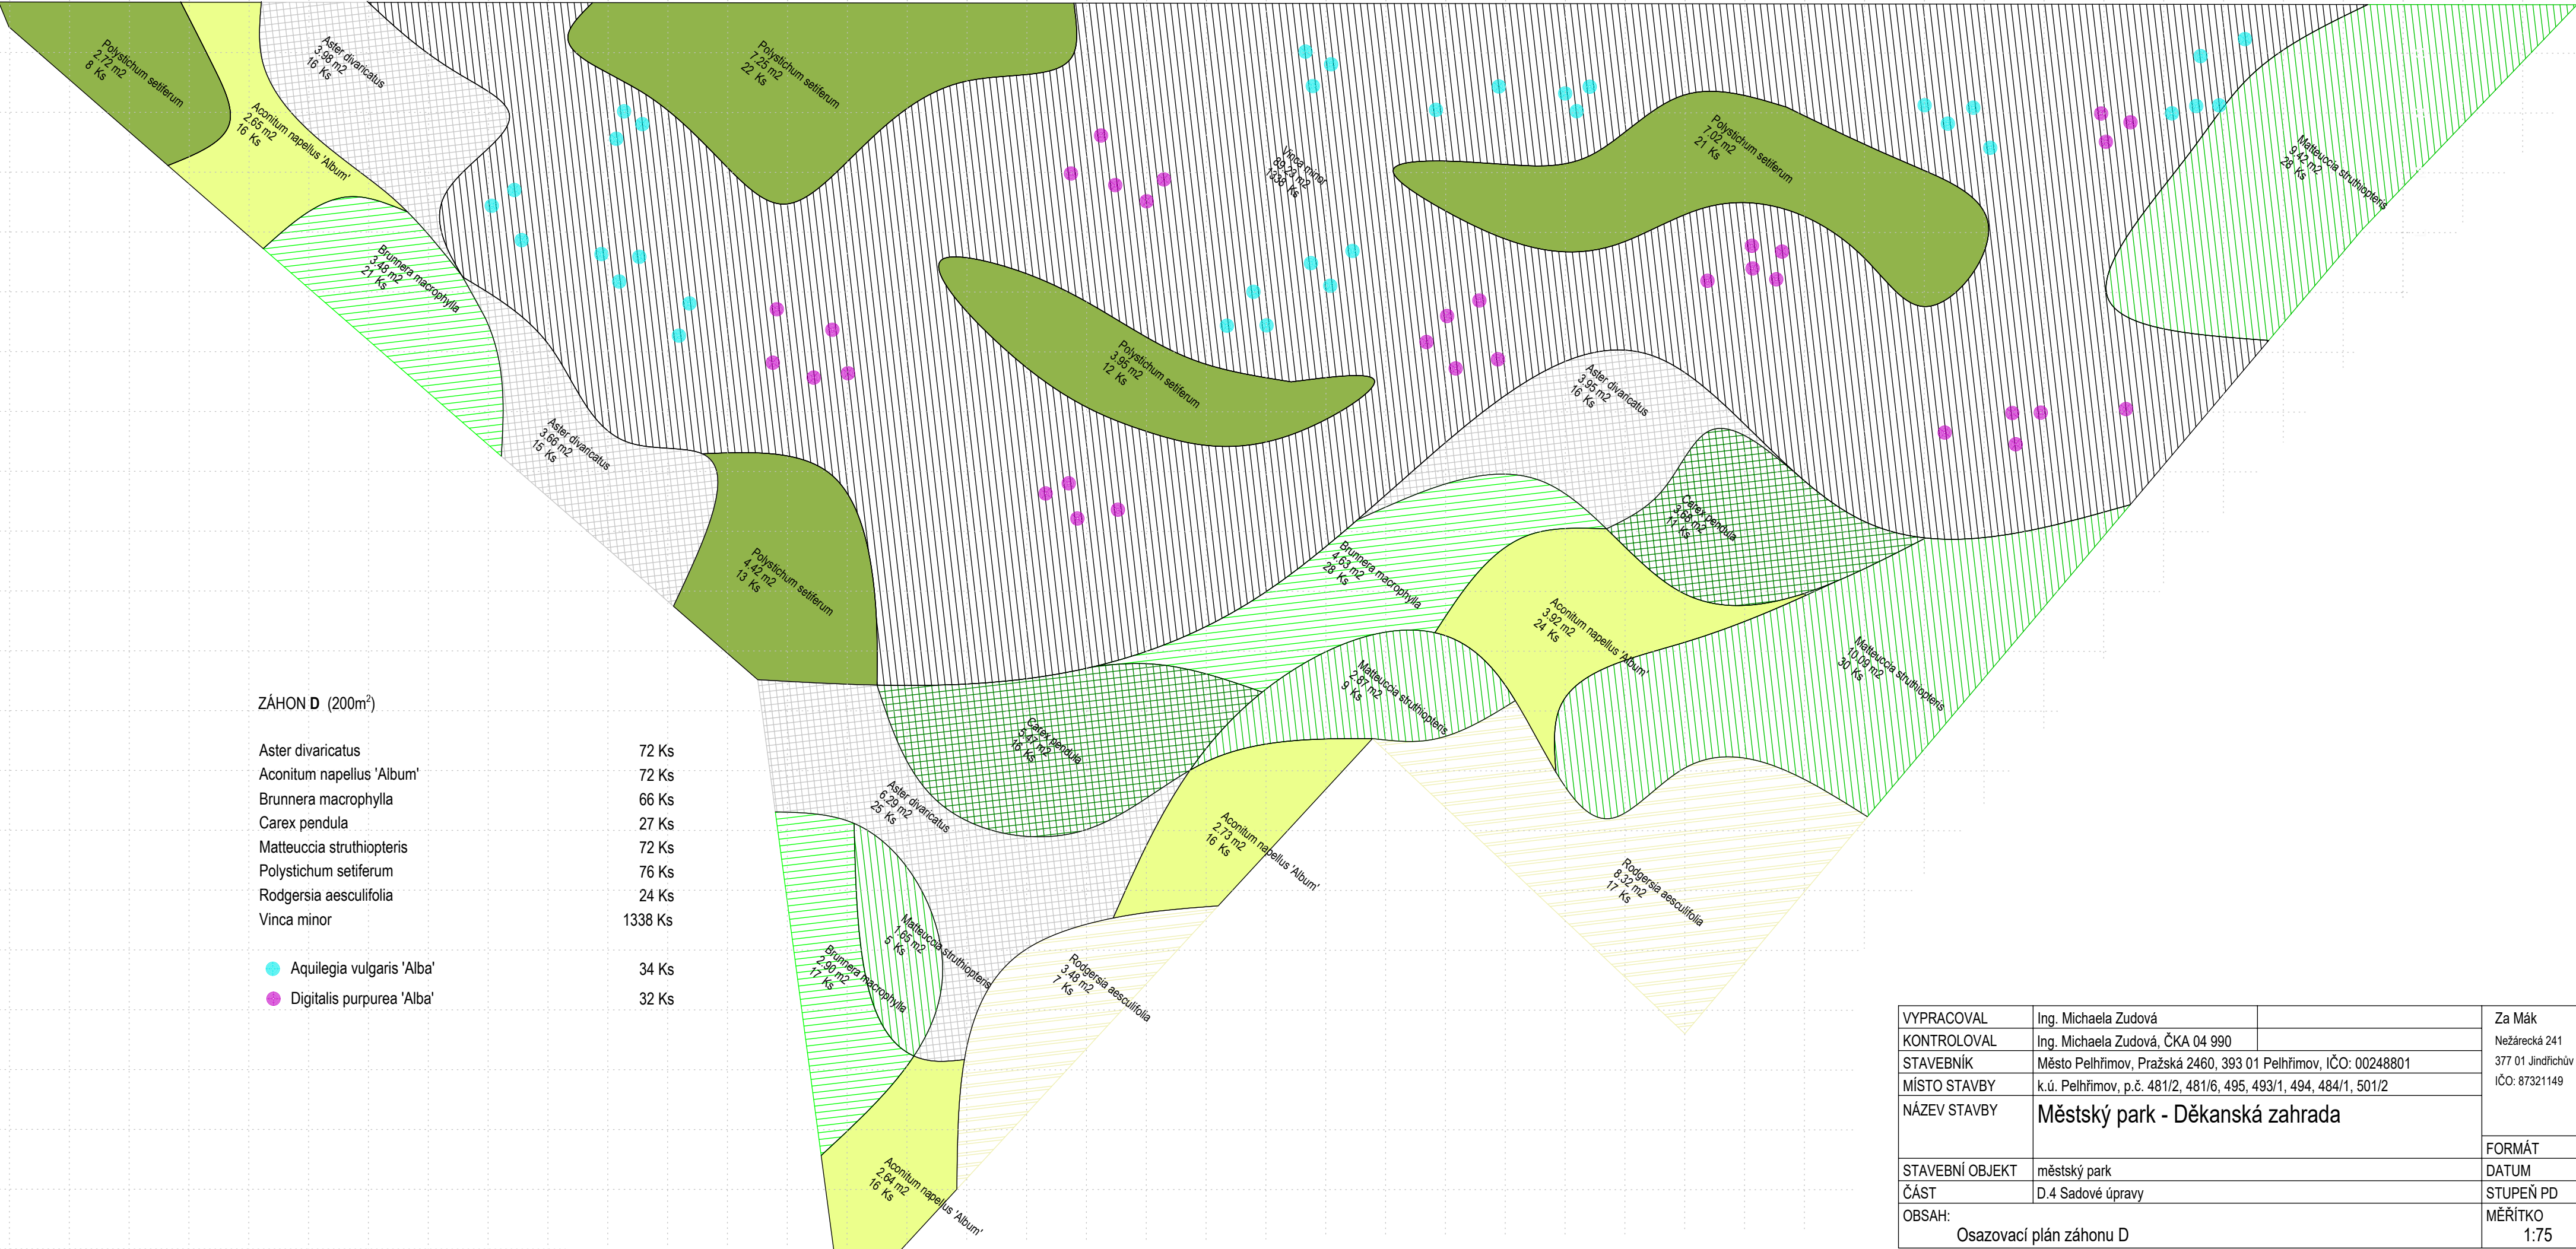 Polystichum setiferum
2.72 m2
8 Ks
Aconitum napellus 'Album'
2.65 m2
16 Ks
Aster divaricatus
3.98 m2
16 Ks
Polystichum setiferum
7.25 m2
22 Ks
Vinca minor
89.23 m2
1338 Ks
Polystichum setiferum
7.02 m2
21 Ks
Matteuccia struthiopteris
9.42 m2
28 Ks
Brunnera macrophylla
3.48 m2
21 Ks
Polystichum setiferum
3.95 m2
12 Ks
Aster divaricatus
3.95 m2
16 Ks
Aster divaricatus
3.66 m2
15 Ks
Carex pendula
3.66 m2
11 Ks
Polystichum setiferum
4.42 m2
13 Ks
Brunnera macrophylla
4.63 m2
28 Ks
Aconitum napellus 'Album'
3.92 m2
24 Ks
Matteuccia struthiopteris
10.09 m2
30 Ks
Matteuccia struthiopteris
2.87 m2
9 Ks
Carex pendula
5.47 m2
16 Ks
Aster divaricatus
6.29 m2
25 Ks
Aconitum napellus 'Album'
2.73 m2
16 Ks
Rodgersia aesculifolia
8.32 m2
17 Ks
Matteuccia struthiopteris
1.65 m2
5 Ks
Brunnera macrophylla
2.90 m2
17 Ks
Rodgersia aesculifolia
3.48 m2
7 Ks
Aconitum napellus 'Album'
2.64 m2
16 Ks
ZÁHON D (200m²)
Aster divaricatus 72 Ks
Aconitum napellus 'Album' 72 Ks
Brunnera macrophylla 66 Ks
Carex pendula 27 Ks
Matteuccia struthiopteris 72 Ks
Polystichum setiferum 76 Ks
Rodgersia aesculifolia 24 Ks
Vinca minor 1338 Ks
Aquilegia vulgaris 'Alba' 34 Ks
Digitalis purpurea 'Alba' 32 Ks
VYPRACOVAL Ing. Michaela Zudová
KONTROLOVAL Ing. Michaela Zudová, ČKA 04 990
STAVEBNÍK Město Pelhřimov, Pražská 2460, 393 01 Pelhřimov, IČO: 00248801
MÍSTO STAVBY k.ú. Pelhřimov, p.č. 481/2, 481/6, 495, 493/1, 494, 484/1, 501/2
NÁZEV STAVBY Městský park - Děkanská zahrada
STAVEBNÍ OBJEKT městský park
ČÁST D.4 Sadové úpravy
OBSAH:
Osazovací plán záhonu D
Za Mák
Nežárecká 241
377 01 Jindřichův
IČO: 87321149
FORMÁT
DATUM
STUPEŇ PD
MĚŘÍTKO
1:75